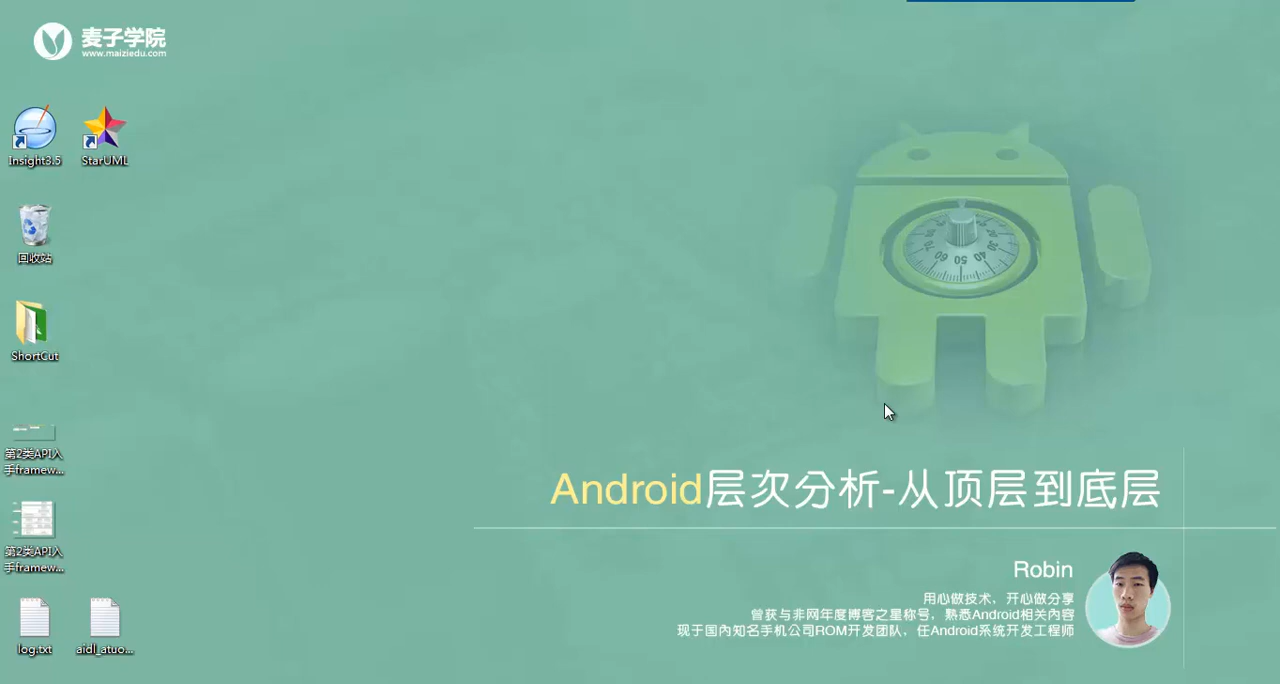 麦子学院
www.maiziedu.com
Insight3.5
StarUML
回收站
ShortCut
第2类API入
手framew...
第2类API入
手framew...
log.txt
aidl_atuo...
70 60 50 40 30
Android层次分析-从顶层到底层
Robin
用心做技术，开心做分享
曾获与非网年度博客之星称号，熟悉Android相关内容
现于国内知名手机公司ROM开发团队，任Android系统开发工程师